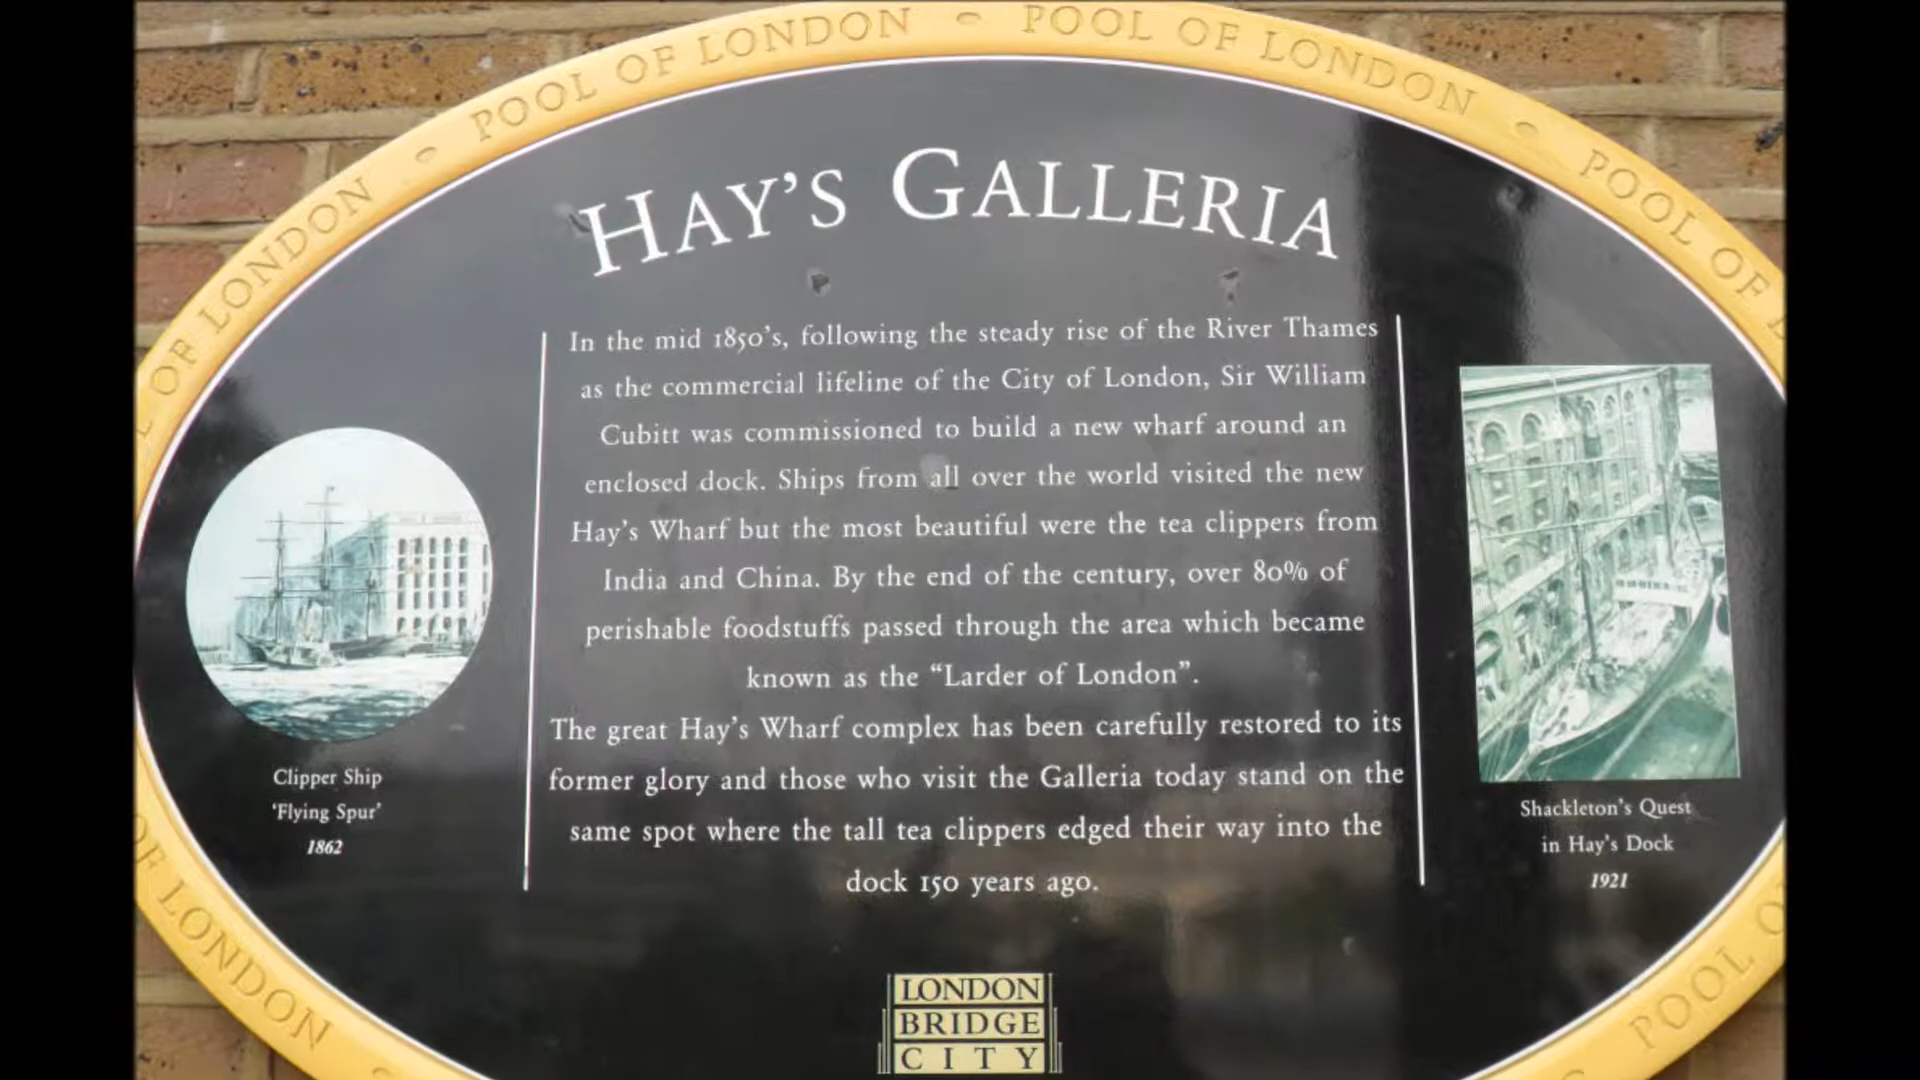 POOL OF LONDON - POOL OF LONDON
OF LONDON
POOL OF
HAY'S GALLERIA
In the mid 1850's, following the steady rise of the River Thames
as the commercial lifeline of the City of London, Sir William
Cubitt was commissioned to build a new wharf around an
enclosed dock. Ships from all over the world visited the new
Hay's Wharf but the most beautiful were the tea clippers from
India and China. By the end of the century, over 80% of
perishable foodstuffs passed through the area which became
known as the “Larder of London”.
The great Hay's Wharf complex has been carefully restored to its
former glory and those who visit the Galleria today stand on the
same spot where the tall tea clippers edged their way into the
dock 150 years ago.
Clipper Ship
‘Flying Spur’
1862
Shackleton's Quest
in Hay's Dock
1921
OF LONDON
POOL
LONDON
BRIDGE
CITY